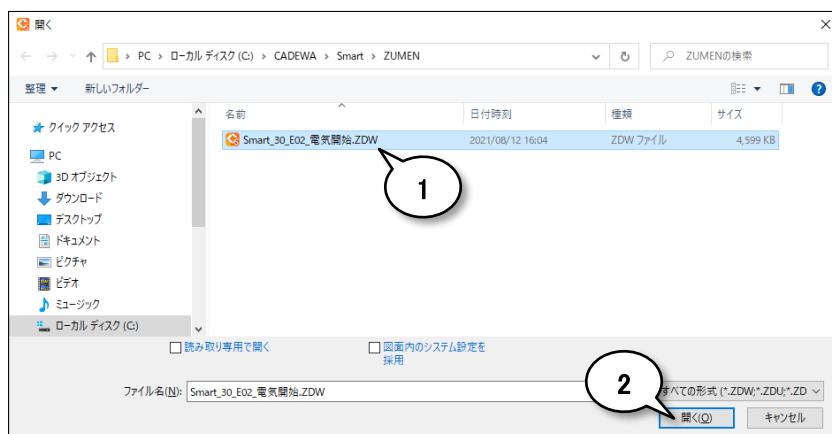 開く
PC > ローカル ディスク (C:) > CADEWA > Smart > ZUMEN
ZUMENの検索
整理 新しいフォルダー
名前 日付時刻 種類 サイズ
Smart_30_E02_電気開始.ZDW 2021/08/12 16:04 ZDW ファイル 4,599 KB
クイック アクセス
PC
3D オブジェクト
ダウンロード
デスクトップ
ドキュメント
ピクチャ
ビデオ
ミュージック
ローカル ディスク (C:)
1
読み取り専用で開く
図面内のシステム設定を
採用
ファイル名(N): Smart_30_E02_電気開始.ZDW
すべての形式 (*.ZDW;*.ZDU;*.ZD
2
開く(O) キャンセル